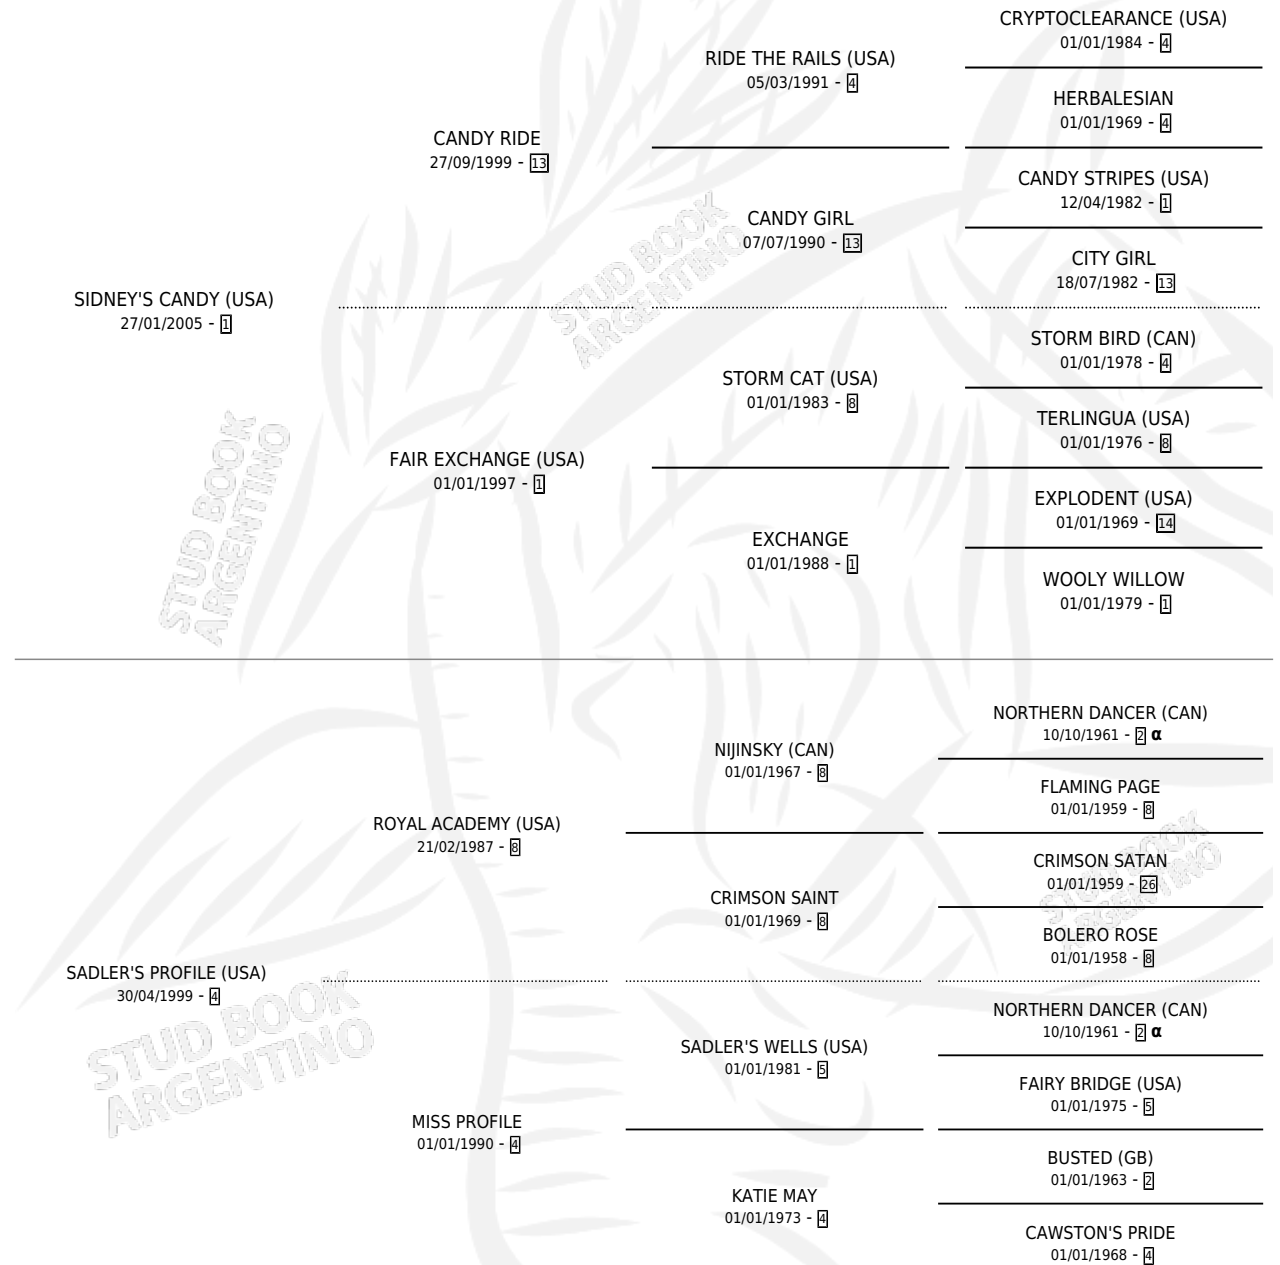 CRYPTOCLEARANCE (USA)
01/01/1984 - 4
RIDE THE RAILS (USA)
05/03/1991 - 4
HERBALESIAN
01/01/1969 - 4
CANDY RIDE
27/09/1999 - 13
CANDY STRIPES (USA)
12/04/1982 - 1
CANDY GIRL
07/07/1990 - 13
CITY GIRL
18/07/1982 - 13
SIDNEY'S CANDY (USA)
27/01/2005 - 1
STUD BOOK
ARGENTINO
STORM BIRD (CAN)
01/01/1978 - 4
STORM CAT (USA)
01/01/1983 - 8
TERLINGUA (USA)
01/01/1976 - 8
FAIR EXCHANGE (USA)
01/01/1997 - 1
STUD BOOK
ARGENTINO
EXPLODENT (USA)
01/01/1969 - 14
EXCHANGE
01/01/1988 - 1
WOOLY WILLOW
01/01/1979 - 1
NORTHERN DANCER (CAN)
10/10/1961 - 2 α
NIJINSKY (CAN)
01/01/1967 - 8
FLAMING PAGE
01/01/1959 - 8
ROYAL ACADEMY (USA)
21/02/1987 - 8
CRIMSON SATAN
01/01/1959 - 26
STUD BOOK
ARGENTINO
CRIMSON SAINT
01/01/1969 - 8
BOLERO ROSE
01/01/1958 - 8
SADLER'S PROFILE (USA)
30/04/1999 - 4
STUD BOOK
ARGENTINO
NORTHERN DANCER (CAN)
10/10/1961 - 2 α
SADLER'S WELLS (USA)
01/01/1981 - 5
FAIRY BRIDGE (USA)
01/01/1975 - 5
MISS PROFILE
01/01/1990 - 4
BUSTED (GB)
01/01/1963 - 2
KATIE MAY
01/01/1973 - 4
CAWSTON'S PRIDE
01/01/1968 - 4